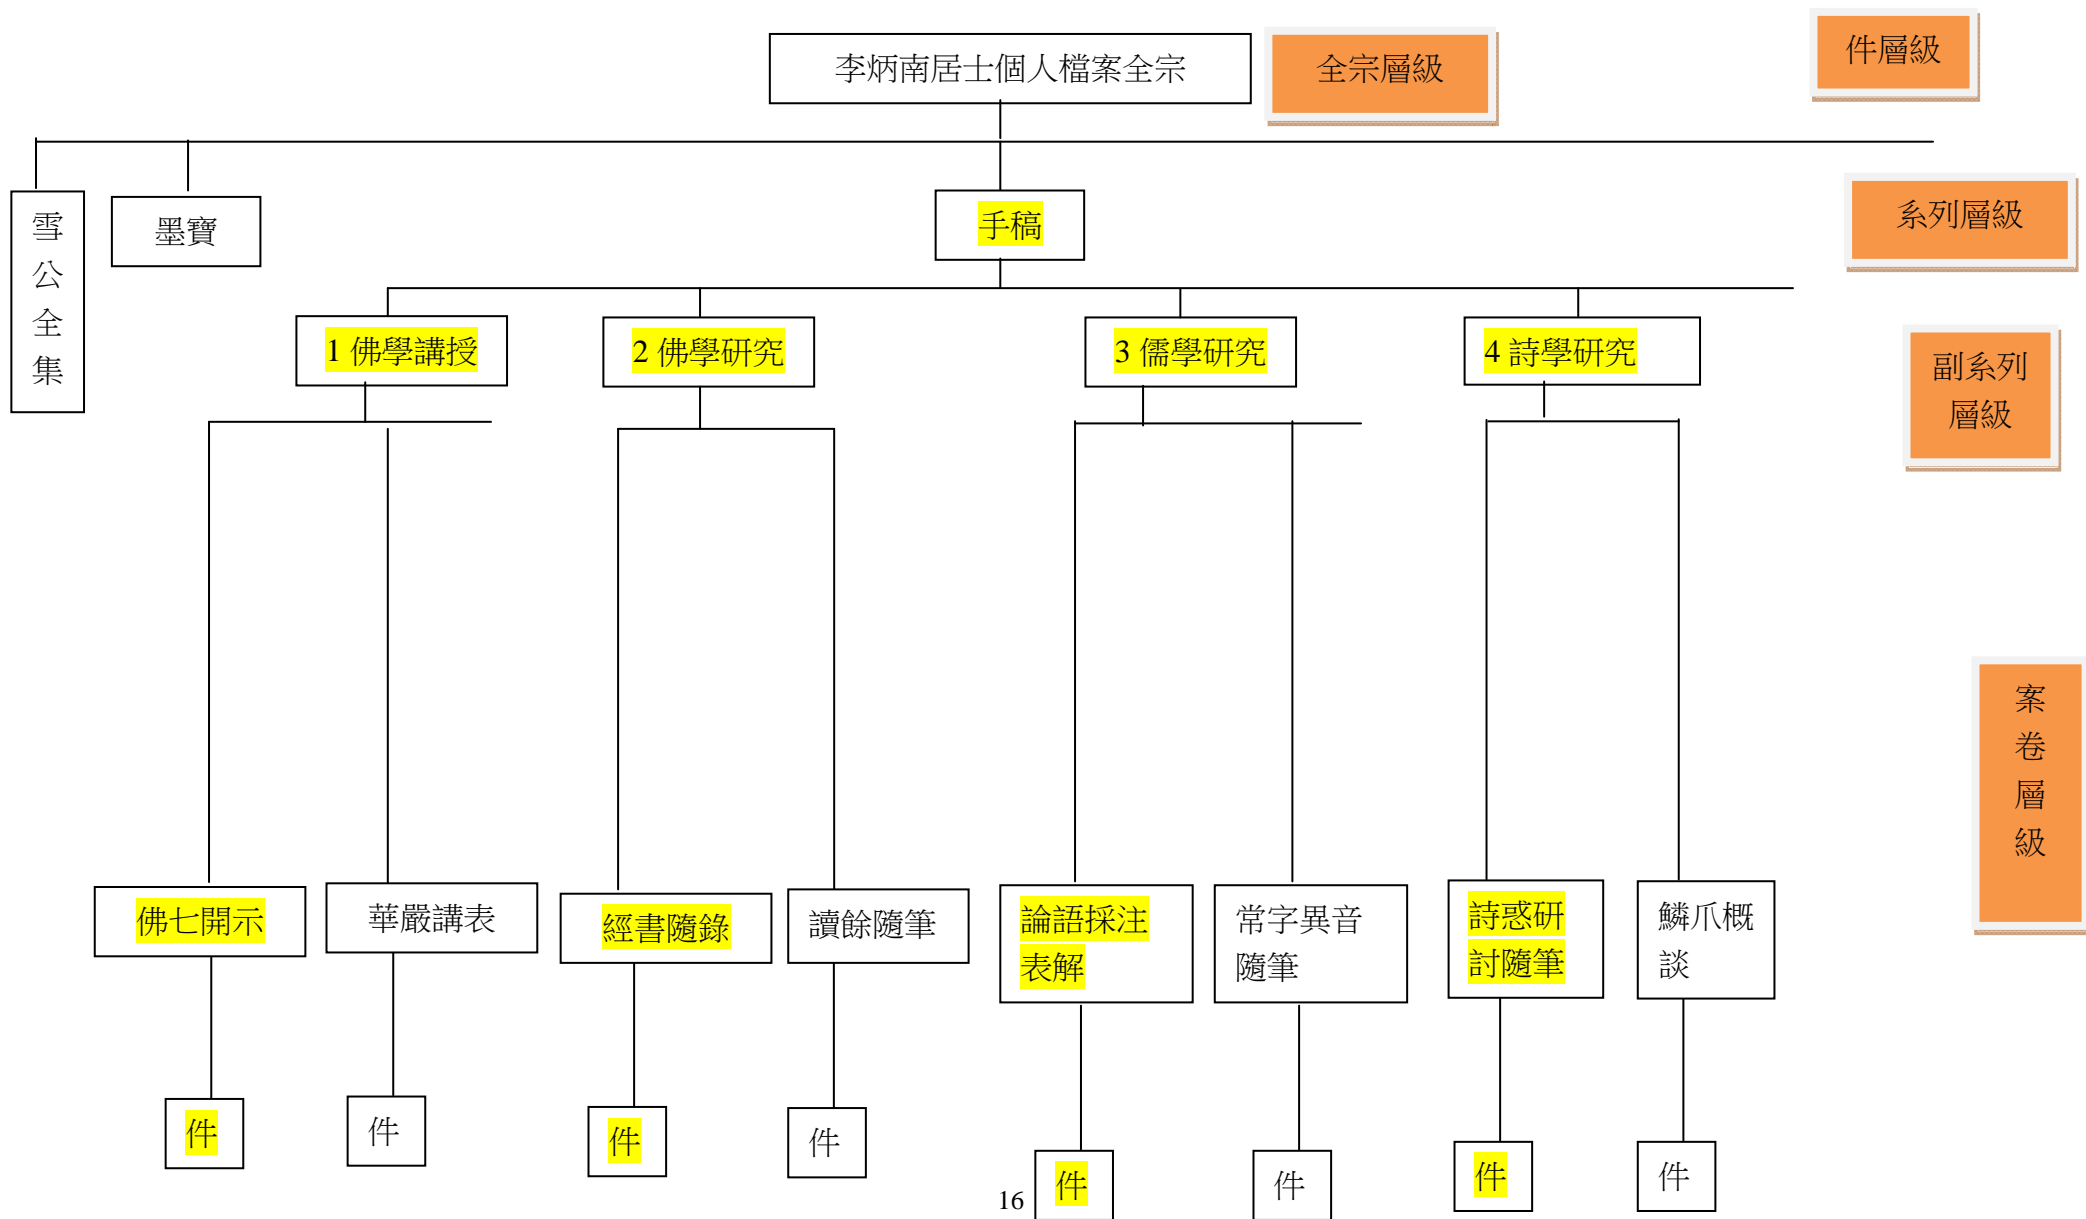 李炳南居士個人檔案全宗
全宗層級
件層級
雪
公
全
集
墨寶
手稿
系列層級
1 佛學講授
2 佛學研究
3 儒學研究
4 詩學研究
副系列
層級
案
卷
層
級
佛七開示
華嚴講表
經書隨錄
讀餘隨筆
論語採注
表解
常字異音
隨筆
詩惑研
討隨筆
鱗爪概
談
件
件
件
件
件
件
件
件
16